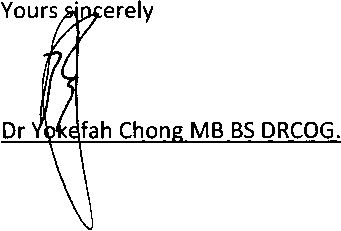 Yours sincerely
Dr Yokefah Chong MB BS DRCOG.